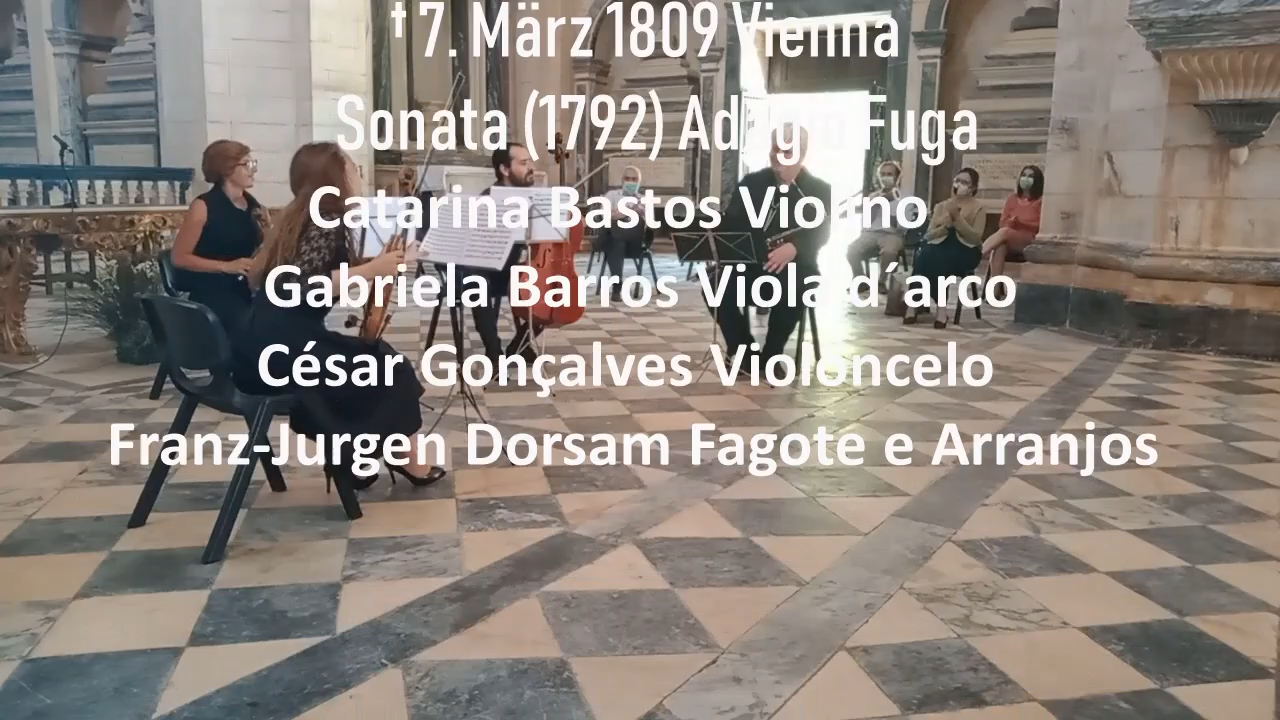 † 7. März 1809 Vienna
Sonata (1792) Adagio Fuga
Catarina Bastos Violino
Gabriela Barros Viola d´arco
César Gonçalves Violoncelo
Franz-Jurgen Dorsam Fagote e Arranjos